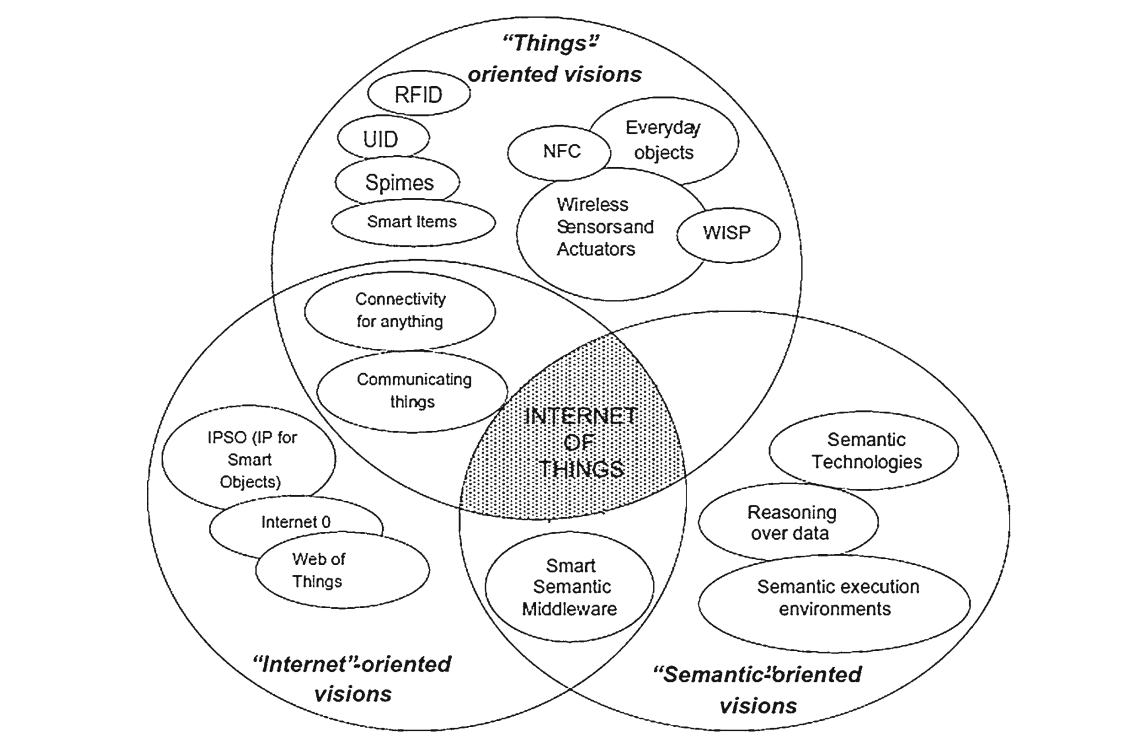 “Things”-
oriented visions
RFID
UID
Spimes
Smart Items
NFC
Everyday
objects
Wireless
Sensorsand
Actuators
WISP
Connectivity
for anything
Communicating
things
INTERNET
OF
THINGS
IPSO (IP for
Smart
Objects)
Internet 0
Web of
Things
Smart
Semantic
Middleware
Semantic
Technologies
Reasoning
over data
Semantic execution
environments
“Internet”-oriented
visions
“Semantic”-oriented
visions